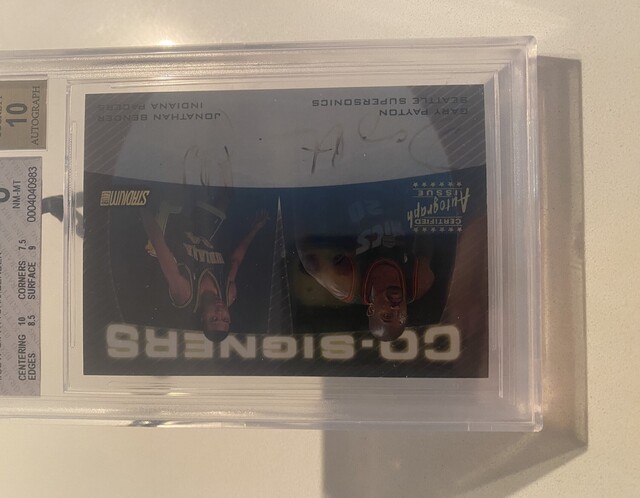 CO-SIGNERS
CERTIFIED
Autograph
ISSUE
STADIUM
GARY PAYTON
SEATTLE SUPERSONICS
JONATHAN BENDER
INDIANA PACERS
10
AUTOGRAPH
NM-MT
0004040983
CENTERING 10 CORNERS 7.5
EDGES 8.5 SURFACE 9